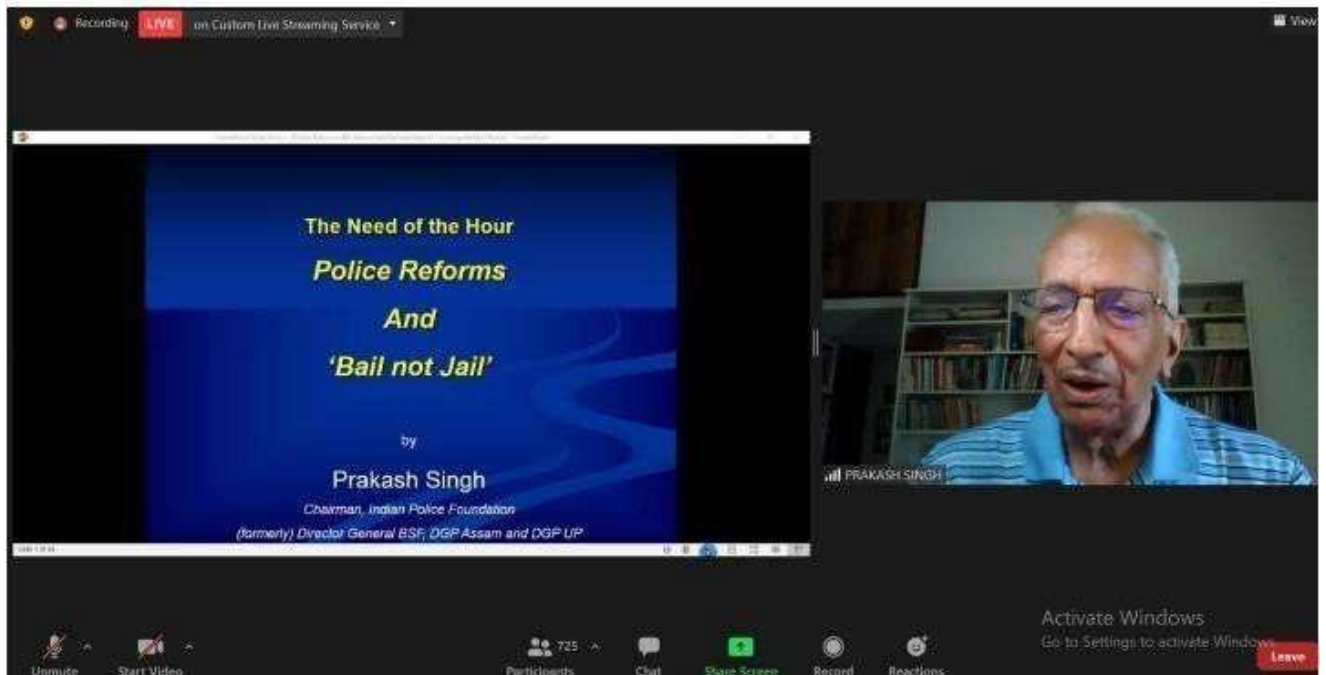 Recording LIVE on Custom Live Streaming Service
View
The Need of the Hour
Police Reforms
And
‘Bail not Jail’
by
Prakash Singh
Chairman, Indian Police Foundation
(formerly) Director General BSF, DGP Assam and DGP UP
PRAKASH SINGH
Activate Windows
Go to Settings to activate Windows.
725
Unmute
Start Video
Participants
Chat
Share Screen
Record
Reactions
Leave